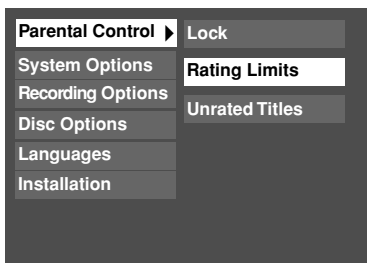 Parental Control ▶
System Options
Recording Options
Disc Options
Languages
Installation
Lock
Rating Limits
Unrated Titles